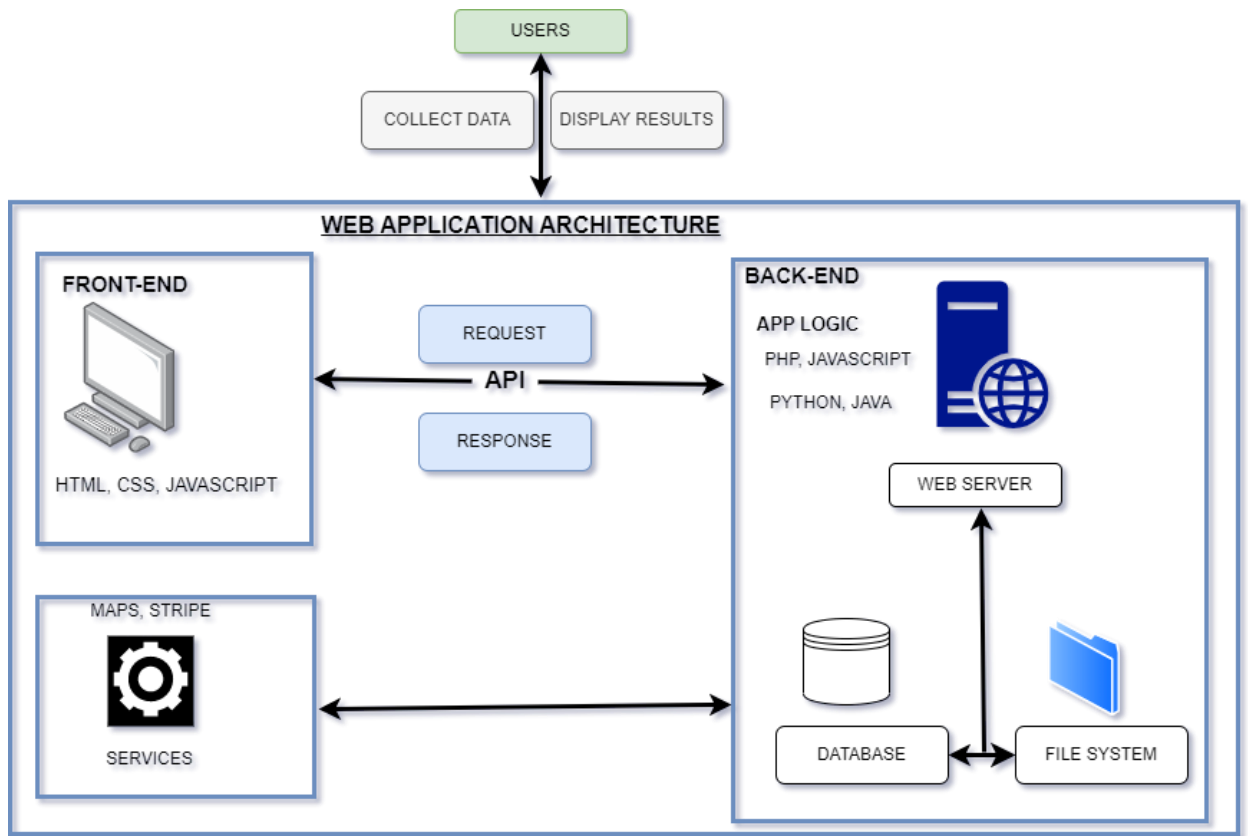 USERS
COLLECT DATA
DISPLAY RESULTS
WEB APPLICATION ARCHITECTURE
FRONT-END
HTML, CSS, JAVASCRIPT
REQUEST
API
RESPONSE
BACK-END
APP LOGIC
PHP, JAVASCRIPT
PYTHON, JAVA
WEB SERVER
DATABASE
FILE SYSTEM
MAPS, STRIPE
SERVICES